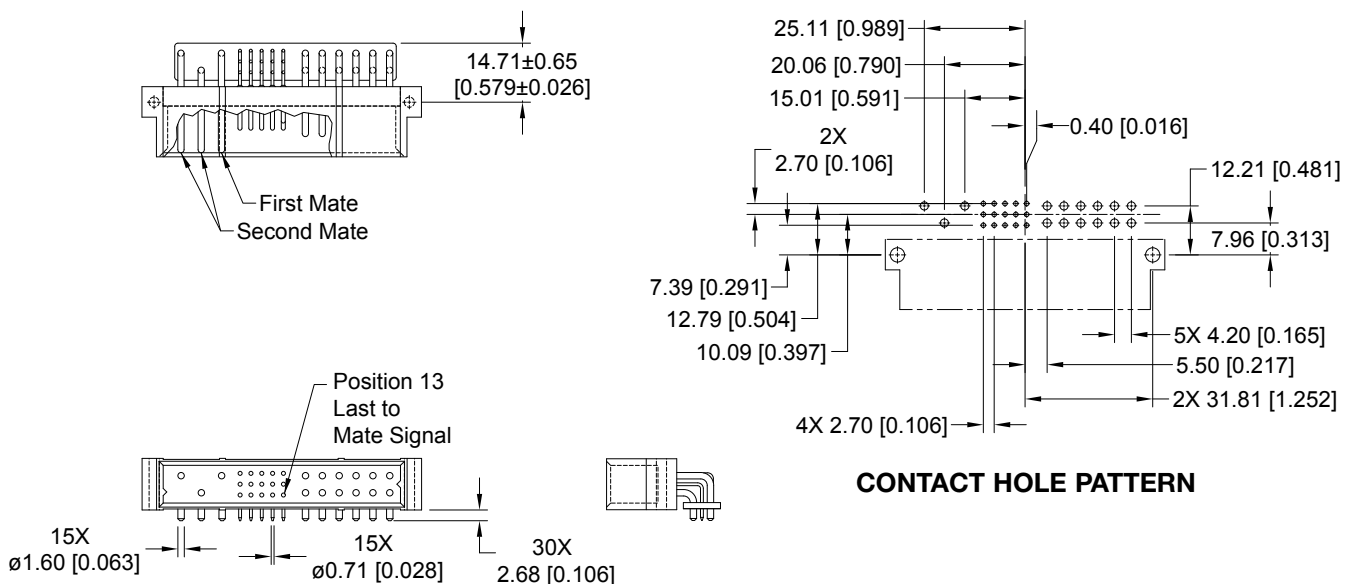 14.71±0.65
[0.579±0.026]
First Mate
Second Mate
25.11 [0.989]
20.06 [0.790]
15.01 [0.591]
0.40 [0.016]
2X
2.70 [0.106]
12.21 [0.481]
7.96 [0.313]
7.39 [0.291]
12.79 [0.504]
10.09 [0.397]
5X 4.20 [0.165]
5.50 [0.217]
2X 31.81 [1.252]
4X 2.70 [0.106]
CONTACT HOLE PATTERN
Position 13
Last to
Mate Signal
15X
ø1.60 [0.063]
15X
ø0.71 [0.028]
30X
2.68 [0.106]